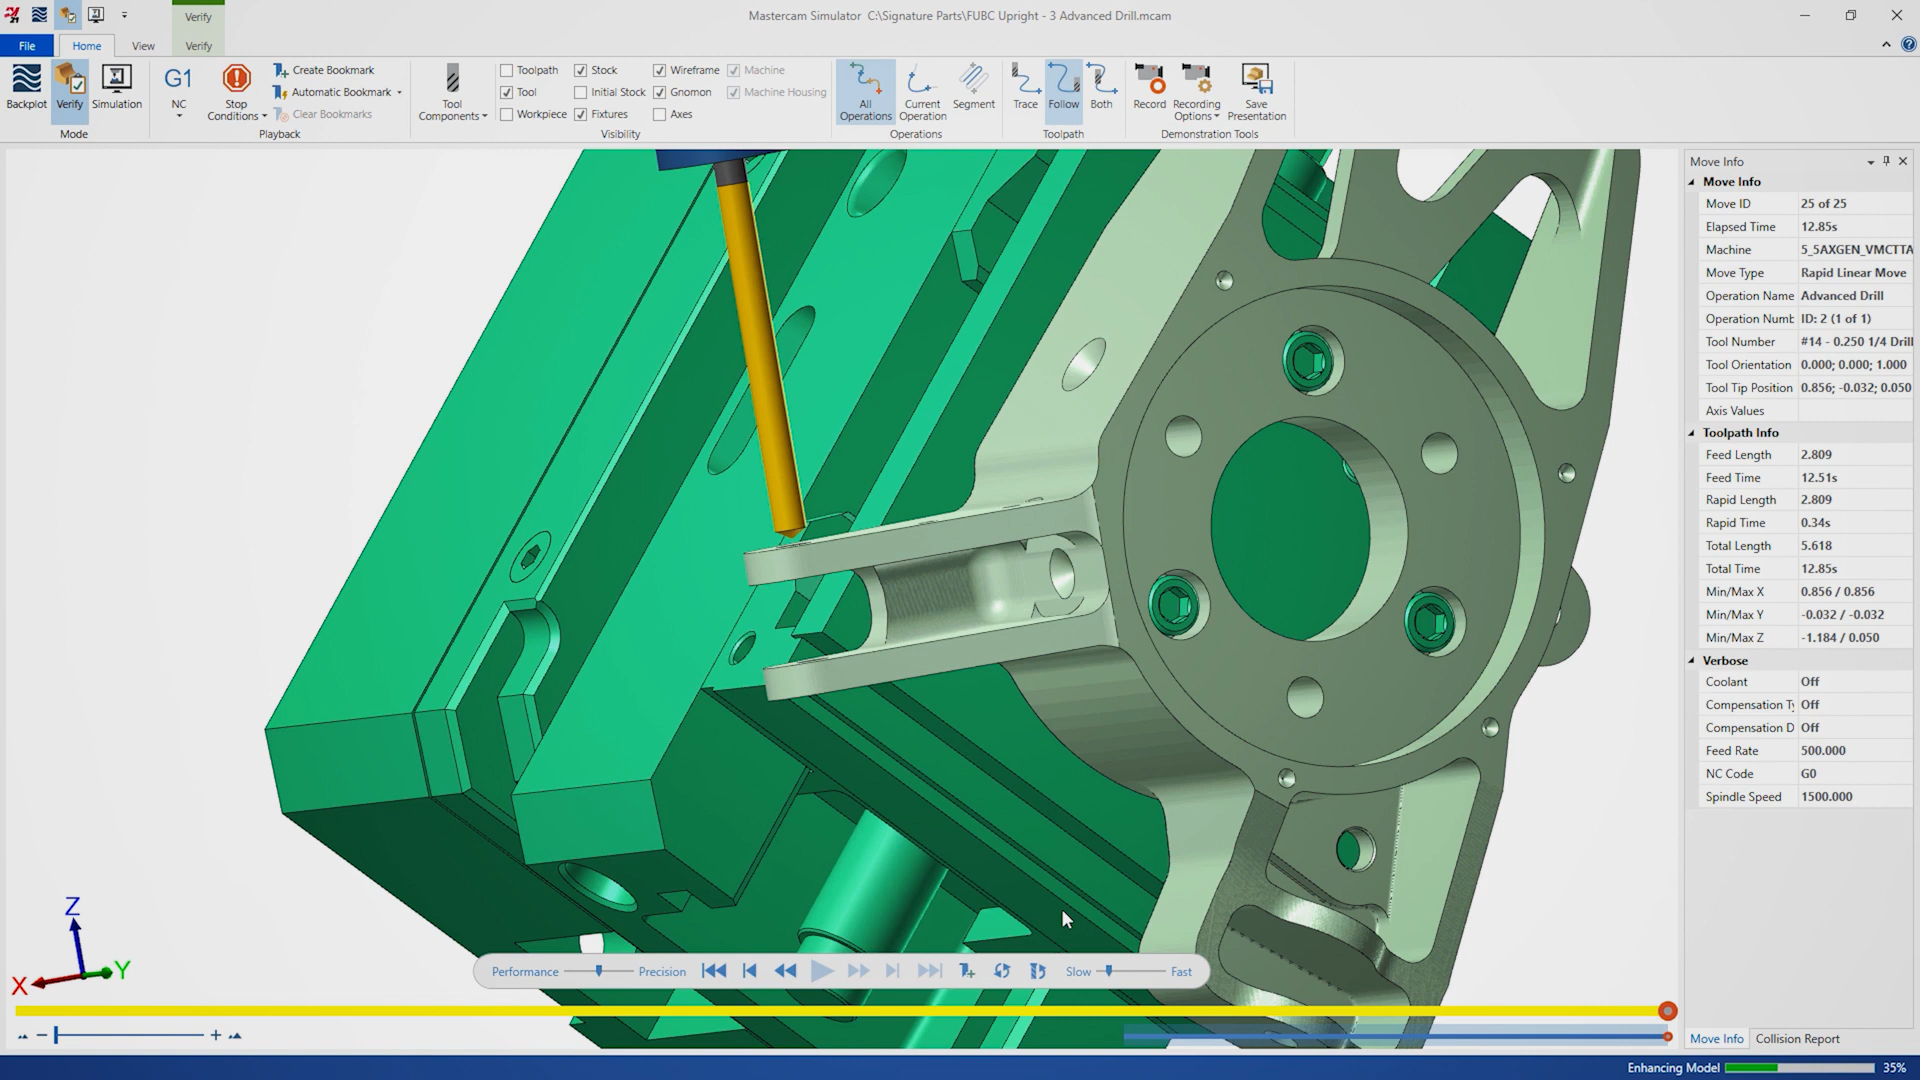 Verify
Mastercam Simulator C:\Signature Parts\FUBC Upright - 3 Advanced Drill.mcam
File Home View Verify
Backplot
Verify
Simulation
Mode
G1
NC
Stop Conditions
Create Bookmark
Automatic Bookmark
Clear Bookmarks
Playback
Tool Components
Toolpath Stock Wireframe Machine
Tool Initial Stock Gnomon Machine Housing
Workpiece Fixtures Axes
Visibility
All Operations
Current Operation
Segment
Operations
Trace
Follow
Both
Toolpath
Record
Recording Options
Save Presentation
Demonstration Tools
Move Info
Move Info
Move ID 25 of 25
Elapsed Time 12.85s
Machine 5_5AXGEN_VMCTTA
Move Type Rapid Linear Move
Operation Name Advanced Drill
Operation Numb ID: 2 (1 of 1)
Tool Number #14 - 0.250 1/4 Drill
Tool Orientation 0.000; 0.000; 1.000
Tool Tip Position 0.856; -0.032; 0.050
Axis Values
Toolpath Info
Feed Length 2.809
Feed Time 12.51s
Rapid Length 2.809
Rapid Time 0.34s
Total Length 5.618
Total Time 12.85s
Min/Max X 0.856 / 0.856
Min/Max Y -0.032 / -0.032
Min/Max Z -1.184 / 0.050
Verbose
Coolant Off
Compensation Ty Off
Compensation D Off
Feed Rate 500.000
NC Code G0
Spindle Speed 1500.000
Z
X
Y
Performance Precision Slow Fast
Move Info Collision Report
Enhancing Model 35%